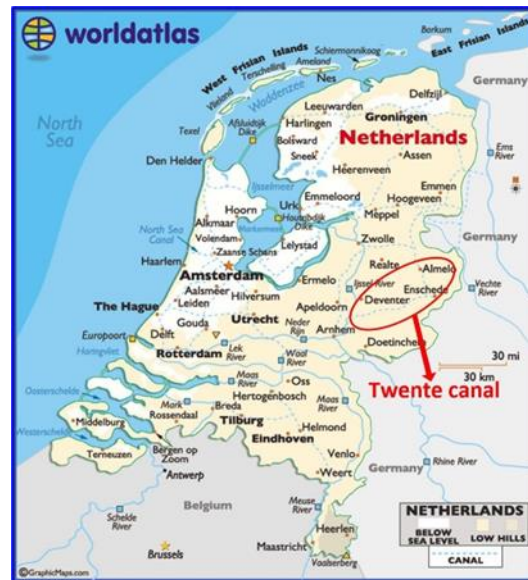 worldatlas
West Frisian Islands
East Frisian Islands
Borkum
Schiermonnikoog
Ameland
Terschelling
Nes
Vlieland
Waddenzee
Germany
Delfzijl
Leeuwarden
Groningen
Texel
Afsluitdijk
Dike
Harlingen
Netherlands
North
Sea
Bolsward
Sneek
Assen
Ems
River
Den Helder
Heerenveen
IJsselmeer
Emmen
Urk
Emmeloord
Hoogeveen
Hoorn
Houtribdijk
Dike
Meppel
Alkmaar
Markermeer
North Sea
Canal
Volendam
Lelystad
Zwolle
Germany
Zaanse Schans
Haarlem
Raalte
Almelo
Amsterdam
Ermelo
IJssel River
Enschede
Vechte
River
Aalsmeer
Deventer
The Hague
Leiden
Hilversum
Apeldoorn
Europoort
Gouda
Utrecht
Neder
Rijn
Arnhem
Delft
Doetinchem
Haringvliet
Rotterdam
Lek
River
Waal
River
30 mi
30 km
Twente canal
Oosterschelde
Maas
River
Oss
Mark
River
Hertogenbosch
Maas
River
Middelburg
Rosendaal
Breda
Westerschelde
Tilburg
Helmond
Terneuzen
Eindhoven
Bergen op
Zoom
Venlo
Antwerp
Weert
Germany
Rhine River
Belgium
Meuse
River
Schelde
River
NETHERLANDS
BELOW
SEA LEVEL
LOW HILLS
CANAL
Heerlen
Brussels
Maastricht
Vaalserberg
©GraphicMaps.com